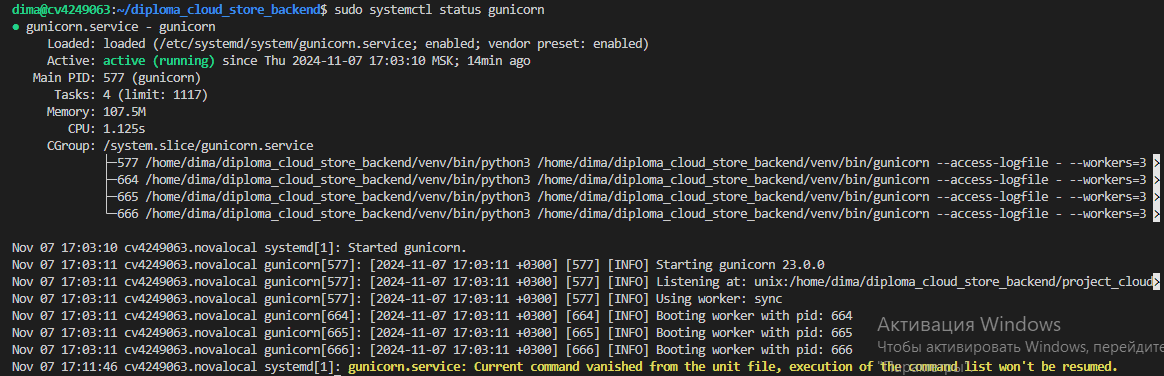 dima@cv4249063:~/diploma_cloud_store_backend$ sudo systemctl status gunicorn
● gunicorn.service - gunicorn
Loaded: loaded (/etc/systemd/system/gunicorn.service; enabled; vendor preset: enabled)
Active: active (running) since Thu 2024-11-07 17:03:10 MSK; 14min ago
Main PID: 577 (gunicorn)
Tasks: 4 (limit: 1117)
Memory: 107.5M
CPU: 1.125s
CGroup: /system.slice/gunicorn.service
├─577 /home/dima/diploma_cloud_store_backend/venv/bin/python3 /home/dima/diploma_cloud_store_backend/venv/bin/gunicorn --access-logfile - --workers=3 >
├─664 /home/dima/diploma_cloud_store_backend/venv/bin/python3 /home/dima/diploma_cloud_store_backend/venv/bin/gunicorn --access-logfile - --workers=3 >
├─665 /home/dima/diploma_cloud_store_backend/venv/bin/python3 /home/dima/diploma_cloud_store_backend/venv/bin/gunicorn --access-logfile - --workers=3 >
└─666 /home/dima/diploma_cloud_store_backend/venv/bin/python3 /home/dima/diploma_cloud_store_backend/venv/bin/gunicorn --access-logfile - --workers=3 >
Nov 07 17:03:10 cv4249063.novalocal systemd[1]: Started gunicorn.
Nov 07 17:03:11 cv4249063.novalocal gunicorn[577]: [2024-11-07 17:03:11 +0300] [577] [INFO] Starting gunicorn 23.0.0
Nov 07 17:03:11 cv4249063.novalocal gunicorn[577]: [2024-11-07 17:03:11 +0300] [577] [INFO] Listening at: unix:/home/dima/diploma_cloud_store_backend/project_cloud>
Nov 07 17:03:11 cv4249063.novalocal gunicorn[577]: [2024-11-07 17:03:11 +0300] [577] [INFO] Using worker: sync
Nov 07 17:03:11 cv4249063.novalocal gunicorn[664]: [2024-11-07 17:03:11 +0300] [664] [INFO] Booting worker with pid: 664
Nov 07 17:03:11 cv4249063.novalocal gunicorn[665]: [2024-11-07 17:03:11 +0300] [665] [INFO] Booting worker with pid: 665
Nov 07 17:03:11 cv4249063.novalocal gunicorn[666]: [2024-11-07 17:03:11 +0300] [666] [INFO] Booting worker with pid: 666
Nov 07 17:11:46 cv4249063.novalocal systemd[1]: gunicorn.service: Current command vanished from the unit file, execution of the command list won't be resumed.
Активация Windows
Чтобы активировать Windows, перейдите